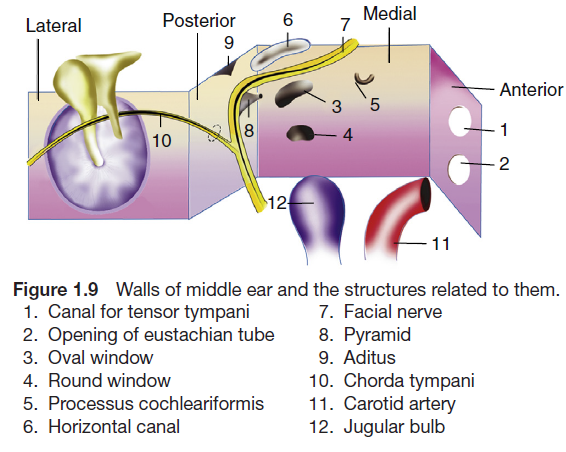 Lateral
Posterior
6
7
Medial
9
Anterior
3
5
1
8
4
10
2
12
11
Figure 1.9 Walls of middle ear and the structures related to them.
1. Canal for tensor tympani
2. Opening of eustachian tube
3. Oval window
4. Round window
5. Processus cochleariformis
6. Horizontal canal
7. Facial nerve
8. Pyramid
9. Aditus
10. Chorda tympani
11. Carotid artery
12. Jugular bulb